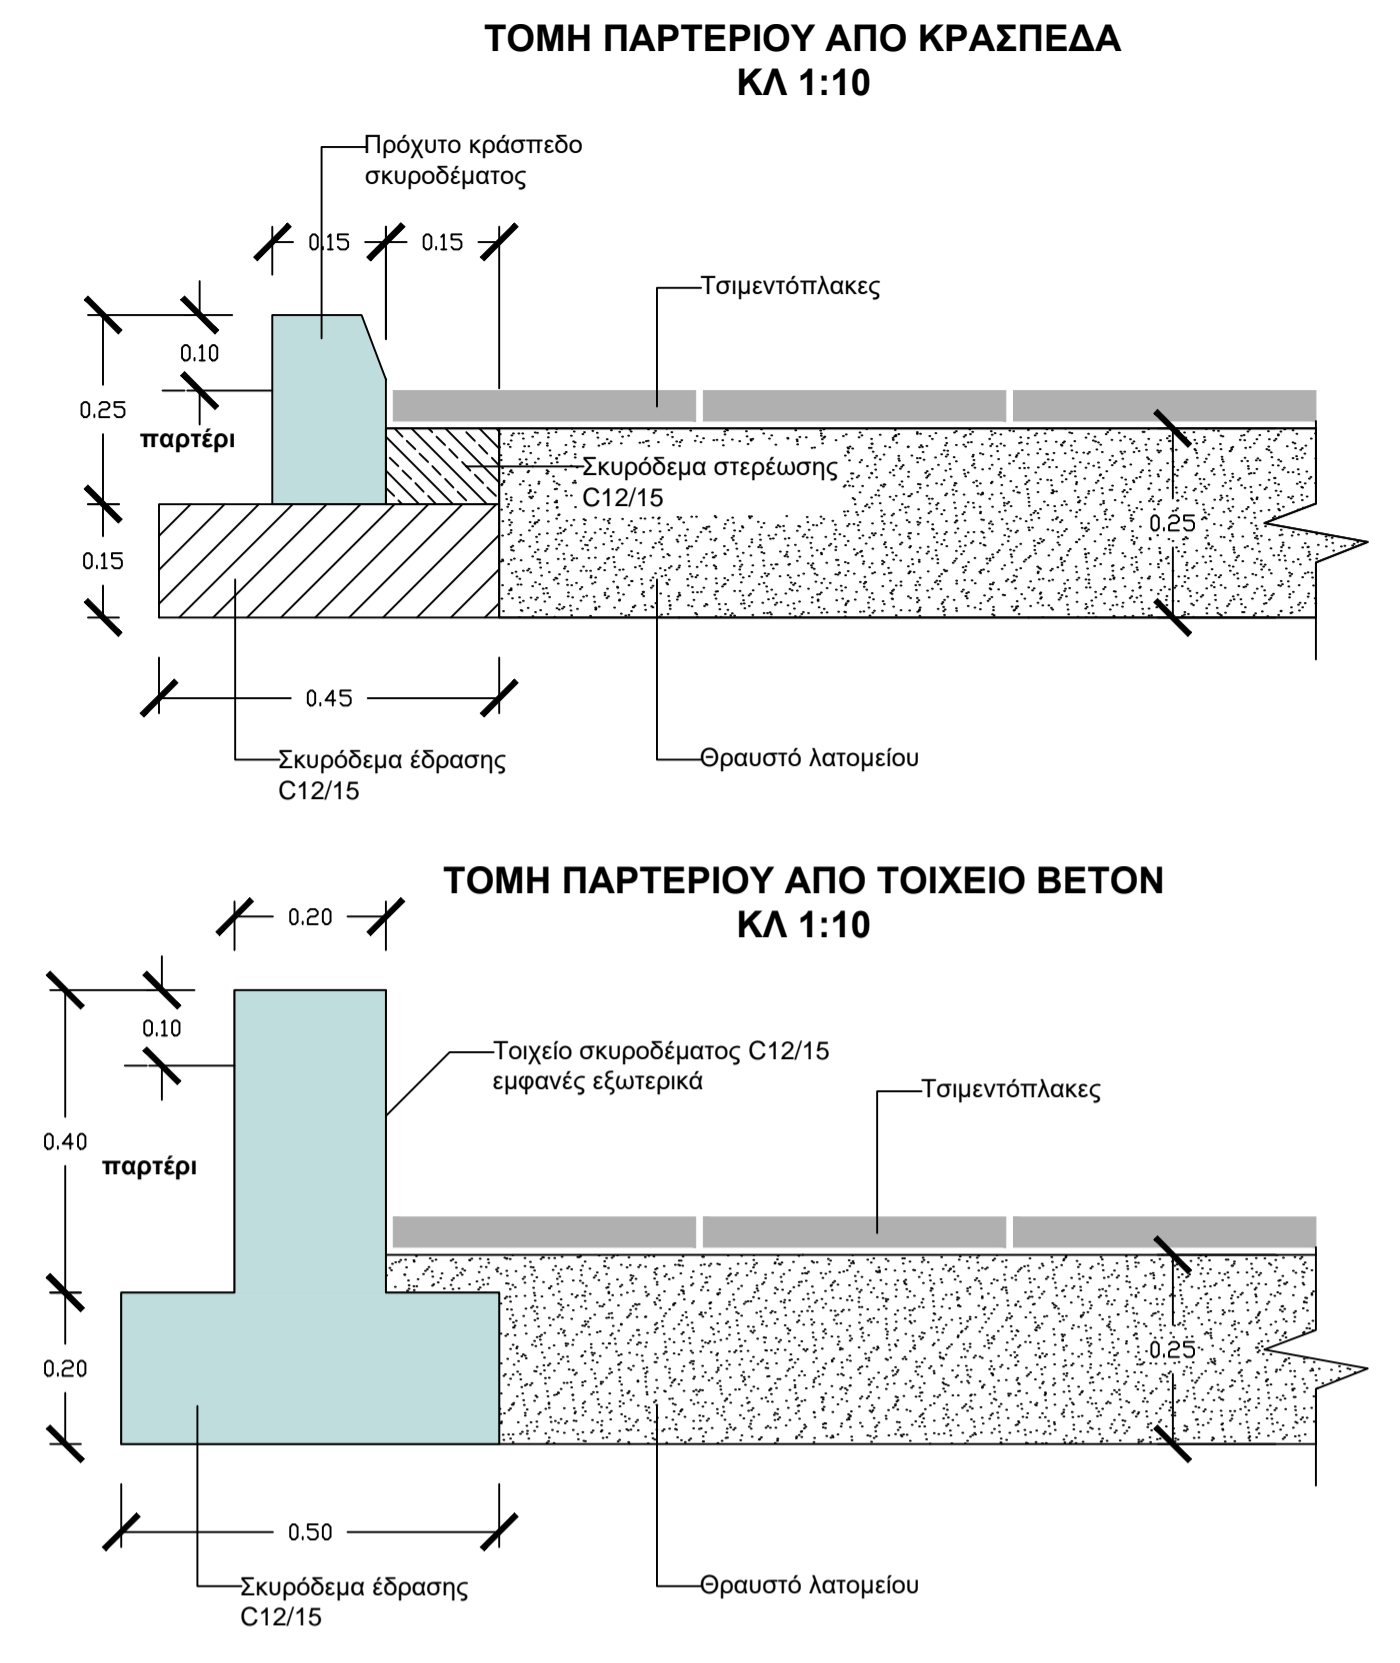 ΤΟΜΗ ΠΑΡΤΕΡΙΟΥ ΑΠΟ ΚΡΑΣΠΕΔΑ
ΚΛ 1:10
Πρόχυτο κράσπεδο
σκυροδέματος
0.15
0.15
Τσιμεντόπλακες
0.10
0.25
παρτέρι
Σκυρόδεμα στερέωσης
C12/15
0.25
0.15
0.45
Σκυρόδεμα έδρασης
C12/15
Θραυστό λατομείου
ΤΟΜΗ ΠΑΡΤΕΡΙΟΥ ΑΠΟ ΤΟΙΧΕΙΟ ΒΕΤΟΝ
ΚΛ 1:10
0.20
0.10
Τοιχείο σκυροδέματος C12/15
εμφανές εξωτερικά
Τσιμεντόπλακες
0.40
παρτέρι
0.25
0.20
0.50
Σκυρόδεμα έδρασης
C12/15
Θραυστό λατομείου